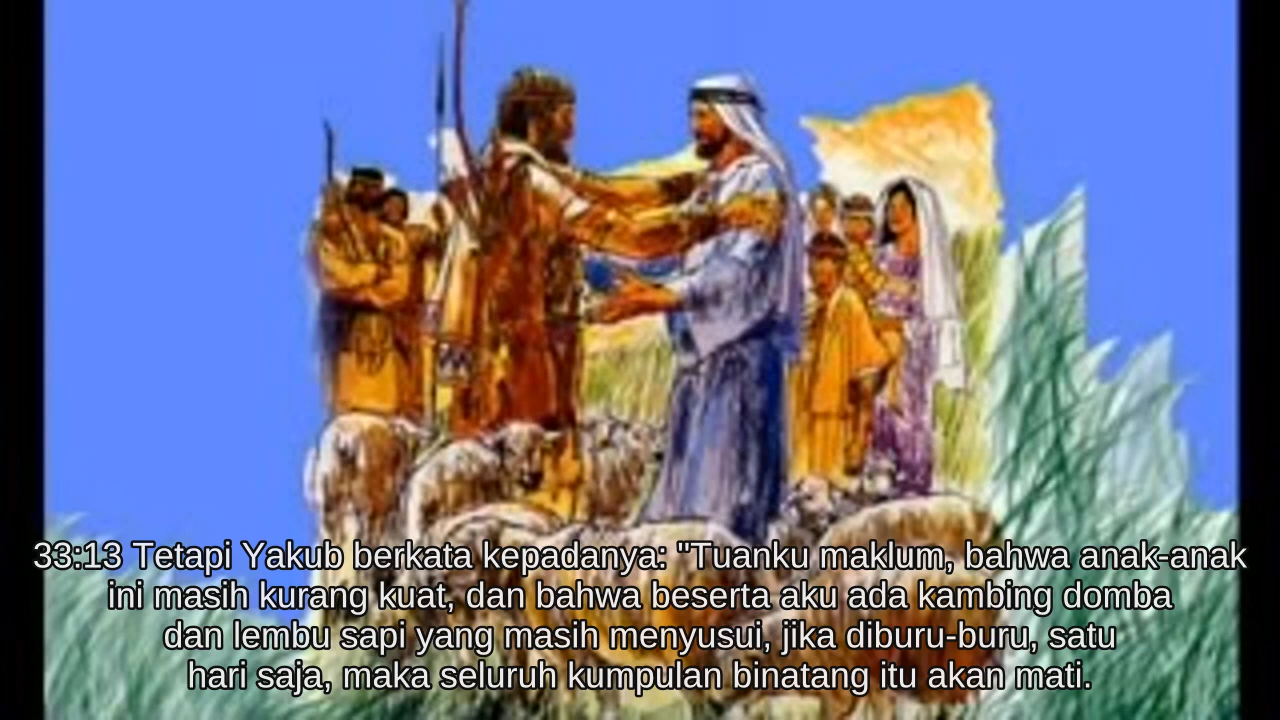 33:13 Tetapi Yakub berkata kepadanya: "Tuanku maklum, bahwa anak-anak
ini masih kurang kuat, dan bahwa beserta aku ada kambing domba
dan lembu sapi yang masih menyusui, jika diburu-buru, satu
hari saja, maka seluruh kumpulan binatang itu akan mati.